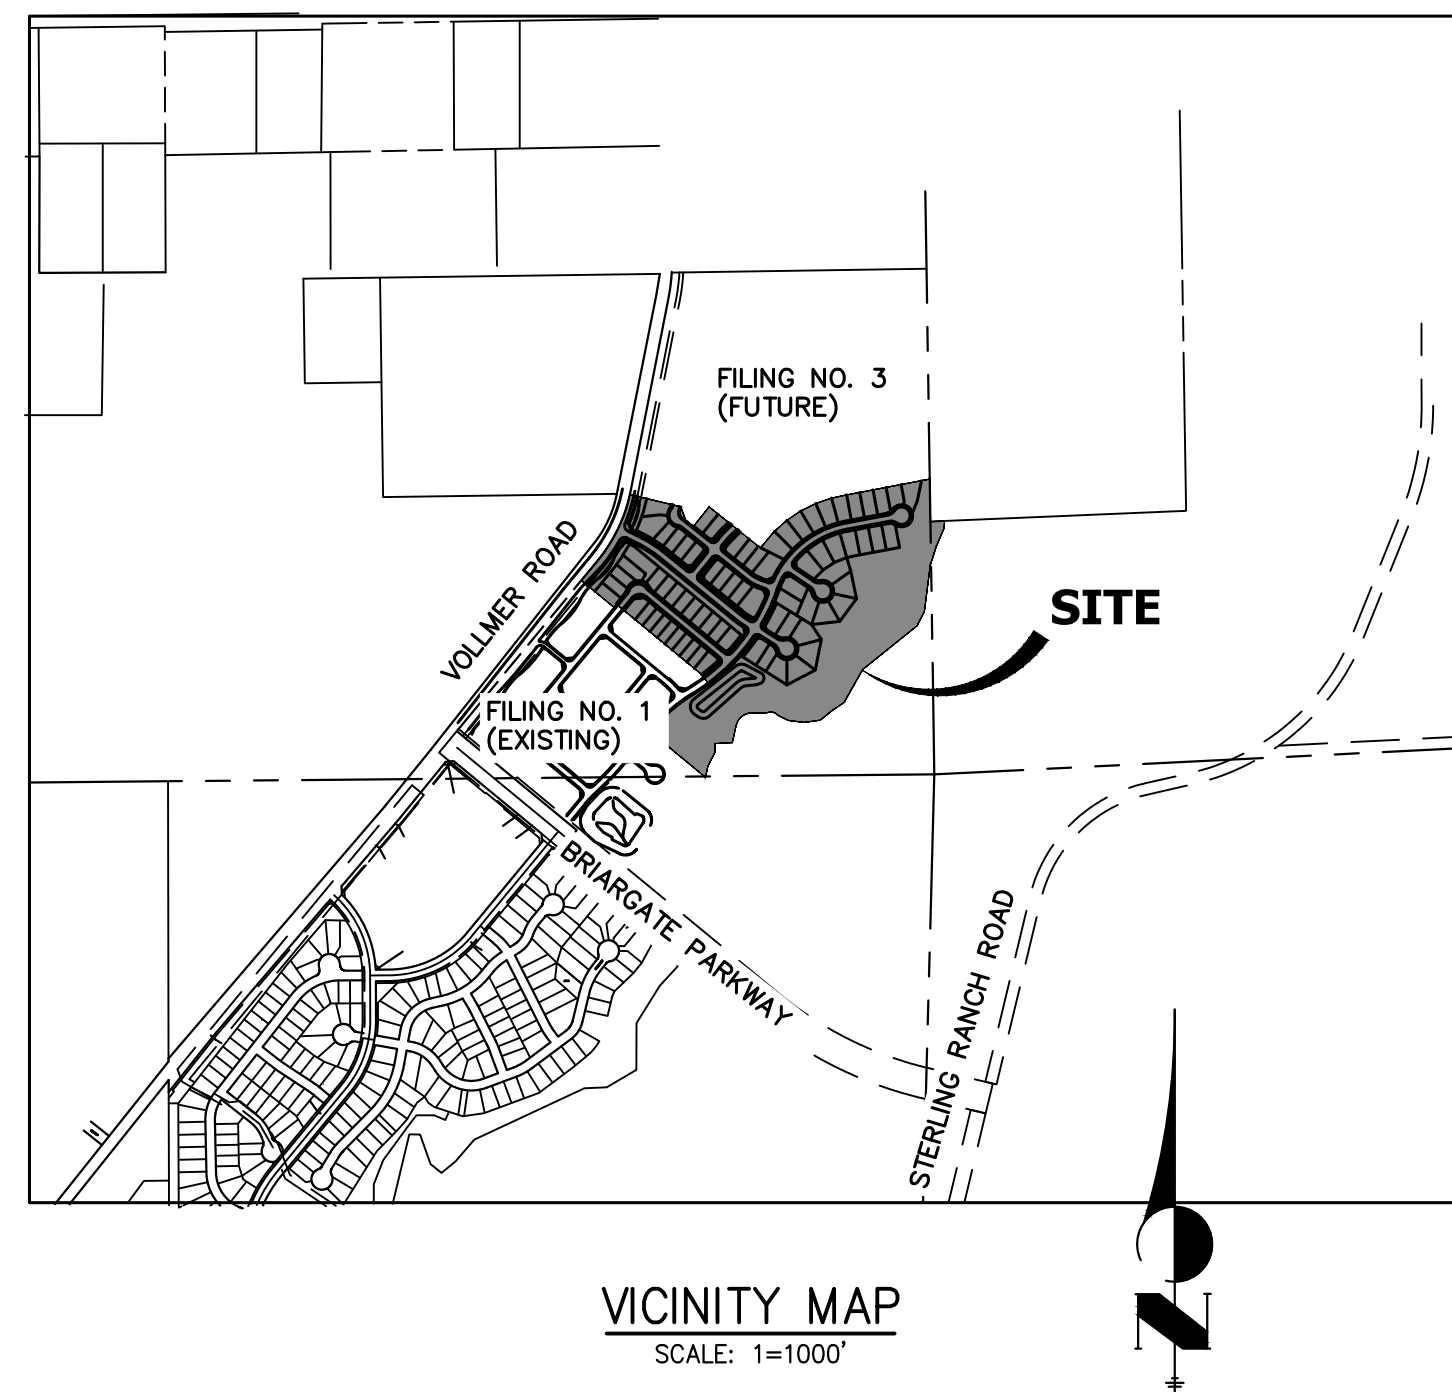 FILING NO. 3
(FUTURE)
VOLLMER ROAD
SITE
FILING NO. 1
(EXISTING)
BRIARGATE PARKWAY
STERLING RANCH ROAD
VICINITY MAP
SCALE: 1=1000'
N